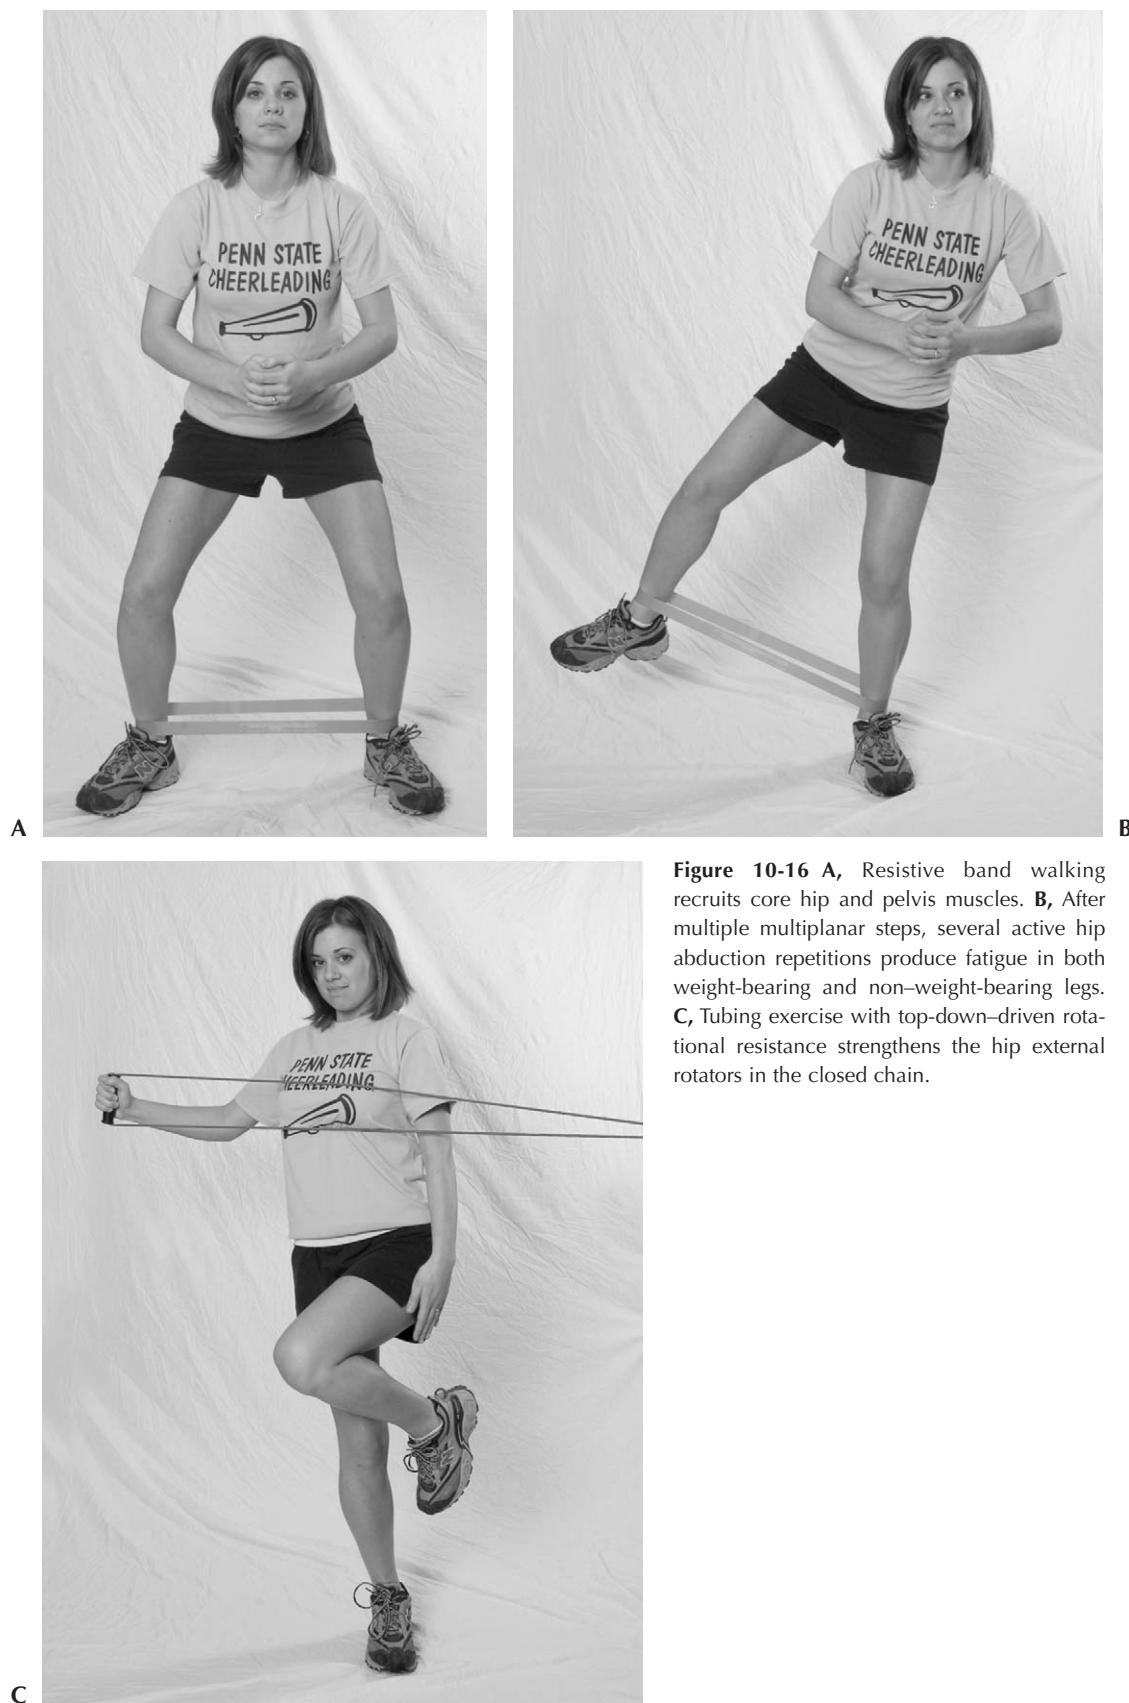 PENN STATE
CHEERLEADING
PENN STATE
CHEERLEADING
A
B
Figure 10-16 A, Resistive band walking
recruits core hip and pelvis muscles. B, After
multiple multiplanar steps, several active hip
abduction repetitions produce fatigue in both
weight-bearing and non–weight-bearing legs.
C, Tubing exercise with top-down–driven rota-
tional resistance strengthens the hip external
rotators in the closed chain.
PENN STATE
HEERLEADING
C